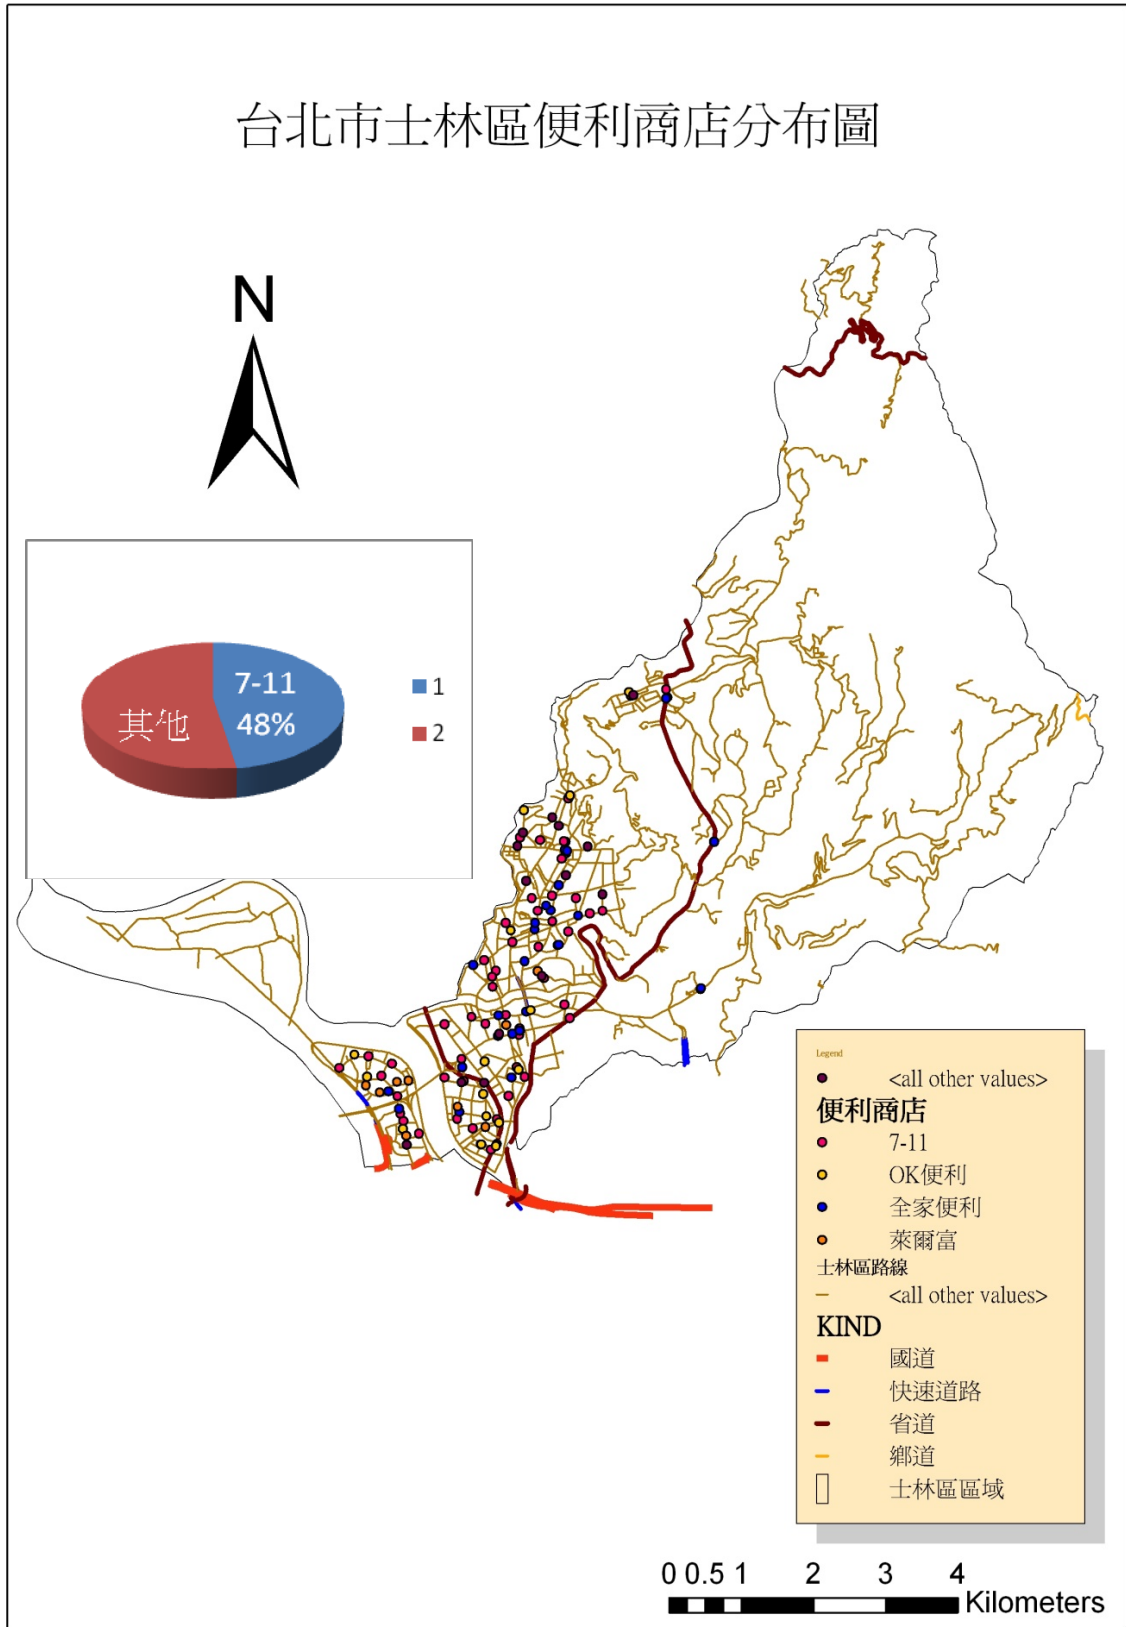 台北市士林區便利商店分布圖
N
7-11
48%
其他
1
2
Legend
<all other values>
便利商店
7-11
OK便利
全家便利
萊爾富
士林區路線
<all other values>
KIND
國道
快速道路
省道
鄉道
士林區區域
0 0.5 1 2 3 4
Kilometers